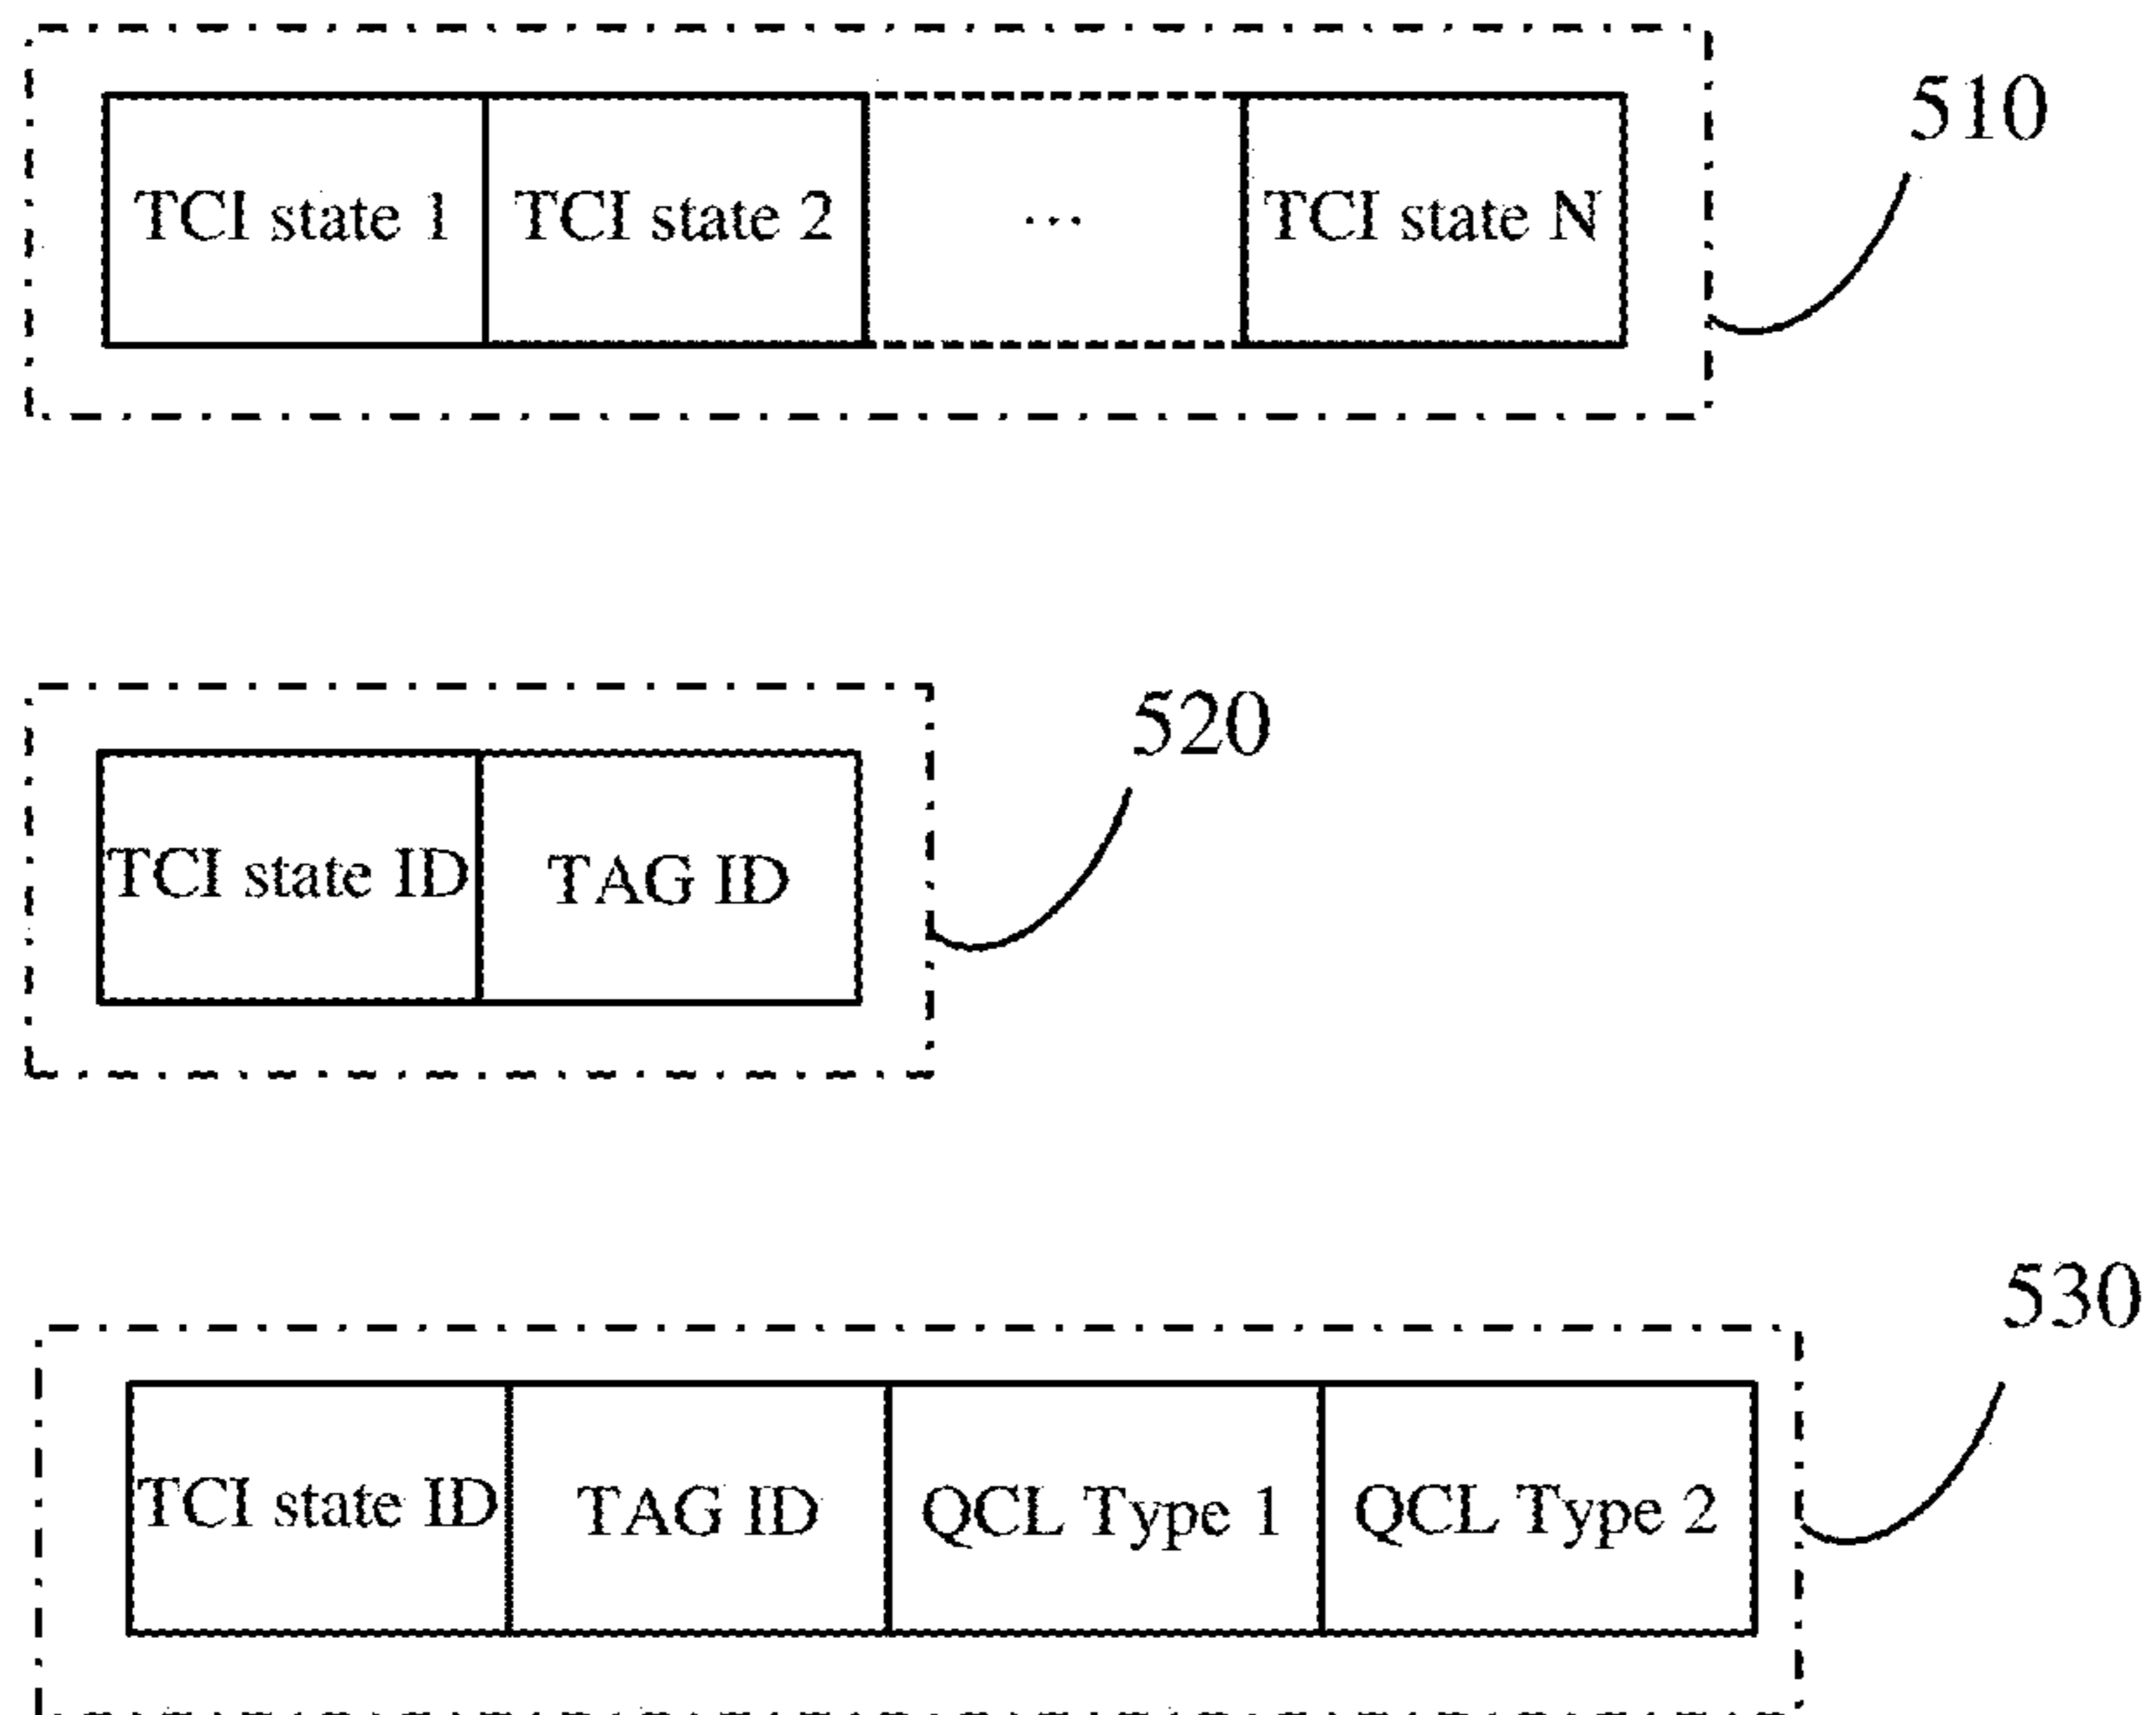 510
TCI state 1 TCI state 2 ... TCI state N
520
TCI state ID TAG ID
530
TCI state ID TAG ID QCL Type 1 QCL Type 2